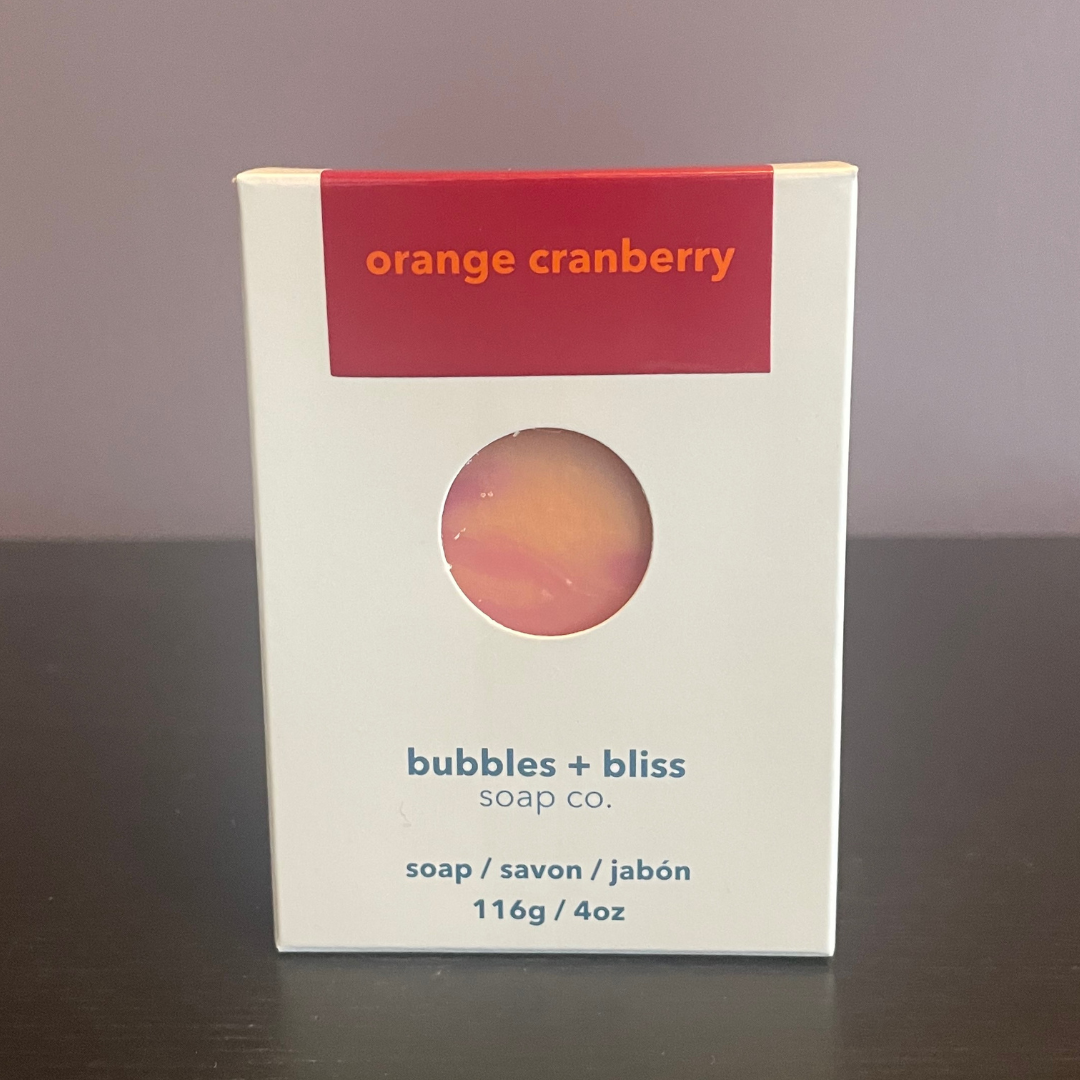 orange cranberry
bubbles + bliss
soap co.
soap / savon / jabón
116g / 4oz